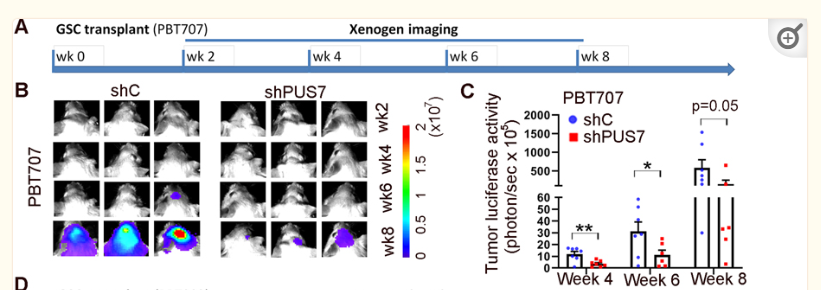 A
GSC transplant (PBT707)
Xenogen imaging
wk 0
wk 2
wk 4
wk 6
wk 8
B
shC
shPUS7
PBT707
wk2
wk4
wk6
wk8
0
0.5
1
1.5
2
(x10⁷)
C
PBT707
shC
shPUS7
p=0.05
Tumor luciferase activity
(photon/sec x 10⁵)
2000
1500
1000
500
60
50
40
30
20
10
0
**
*
Week 4
Week 6
Week 8
D